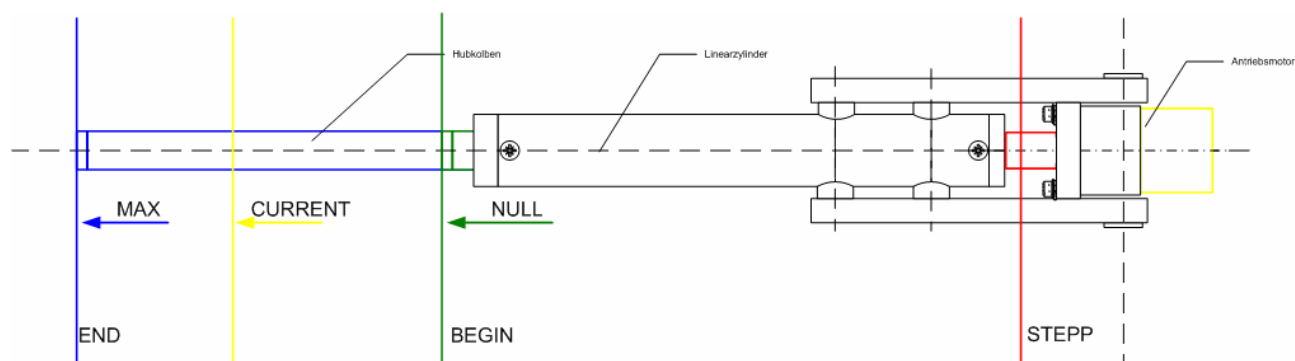 Hubkolben
Linearzylinder
Antriebsmotor
MAX
CURRENT
NULL
END
BEGIN
STEPP